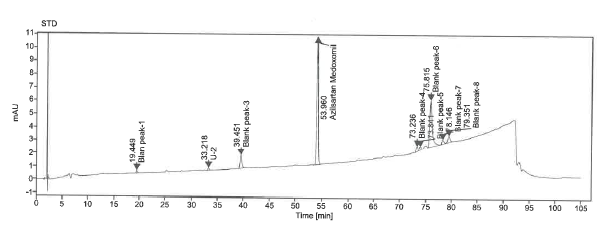 STD
mAU
11
10
9
8
7
6
5
4
3
2
1
0
-1
-2
19.449
Blan peak-1
33.218
U-2
39.451
Blank peak-3
53.960
Azilsartan Medoxomil
73.236
Blank peak-4
75.815
Blank peak-6
Blank peak-5
Blank peak-7
79.351
Blank peak-8
0 5 10 15 20 25 30 35 40 45 50 55 60 65 70 75 80 85 90 95 100 105
Time [min]